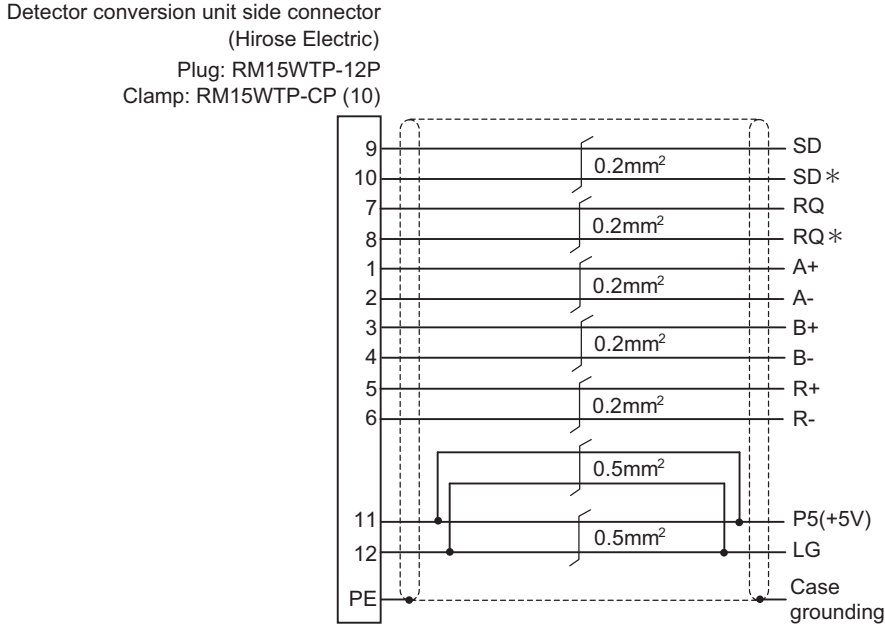 Detector conversion unit side connector
(Hirose Electric)
Plug: RM15WTP-12P
Clamp: RM15WTP-CP (10)
9 SD
0.2mm²
10 SD＊
7 RQ
0.2mm²
8 RQ＊
1 A+
0.2mm²
2 A-
3 B+
0.2mm²
4 B-
5 R+
0.2mm²
6 R-
0.5mm²
11 P5(+5V)
0.5mm²
12 LG
PE Case
grounding